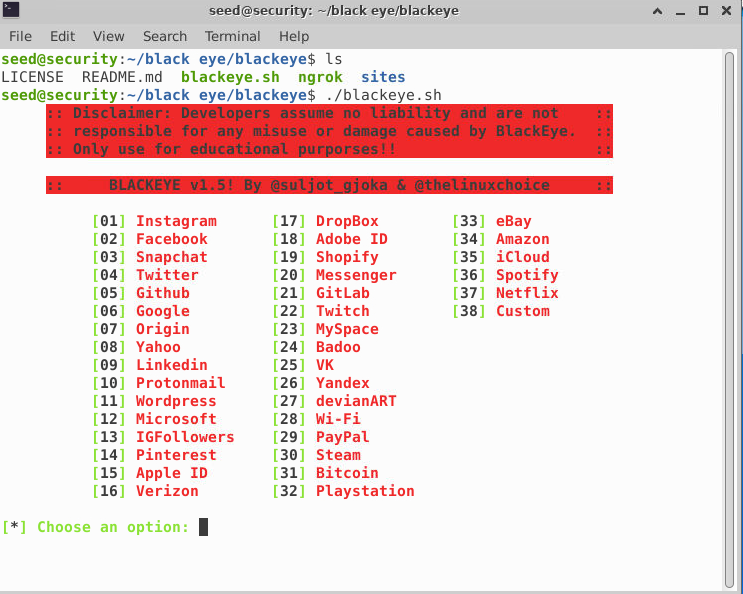 seed@security: ~/black eye/blackeye
File Edit View Search Terminal Help
seed@security:~/black eye/blackeye$ ls
LICENSE README.md blackeye.sh ngrok sites
seed@security:~/black eye/blackeye$ ./blackeye.sh
:: Disclaimer: Developers assume no liability and are not ::
:: responsible for any misuse or damage caused by BlackEye. ::
:: Only use for educational purporses!! ::
:: BLACKEYE v1.5! By @suljot_gjoka & @thelinuxchoice ::
[01] Instagram [17] DropBox [33] eBay
[02] Facebook [18] Adobe ID [34] Amazon
[03] Snapchat [19] Shopify [35] iCloud
[04] Twitter [20] Messenger [36] Spotify
[05] Github [21] GitLab [37] Netflix
[06] Google [22] Twitch [38] Custom
[07] Origin [23] MySpace
[08] Yahoo [24] Badoo
[09] Linkedin [25] VK
[10] Protonmail [26] Yandex
[11] Wordpress [27] devianART
[12] Microsoft [28] Wi-Fi
[13] IGFollowers [29] PayPal
[14] Pinterest [30] Steam
[15] Apple ID [31] Bitcoin
[16] Verizon [32] Playstation
[*] Choose an option: